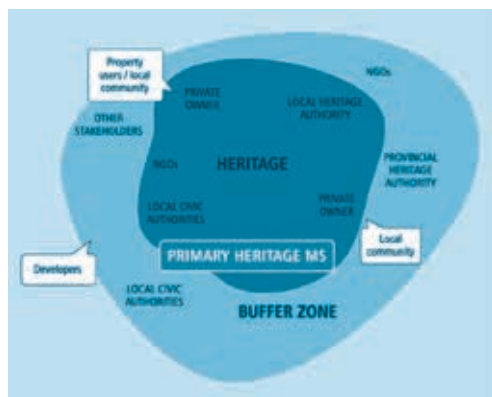 Property
users / local
community
NGOs
PRIVATE
OWNER
LOCAL HERITAGE
AUTHORITY
OTHER
STAKEHOLDERS
NGOs
HERITAGE
PROVINCIAL
HERITAGE
AUTHORITY
LOCAL CIVIC
AUTHORITIES
PRIVATE
OWNER
Local
community
PRIMARY HERITAGE MS
Developers
LOCAL CIVIC
AUTHORITIES
BUFFER ZONE